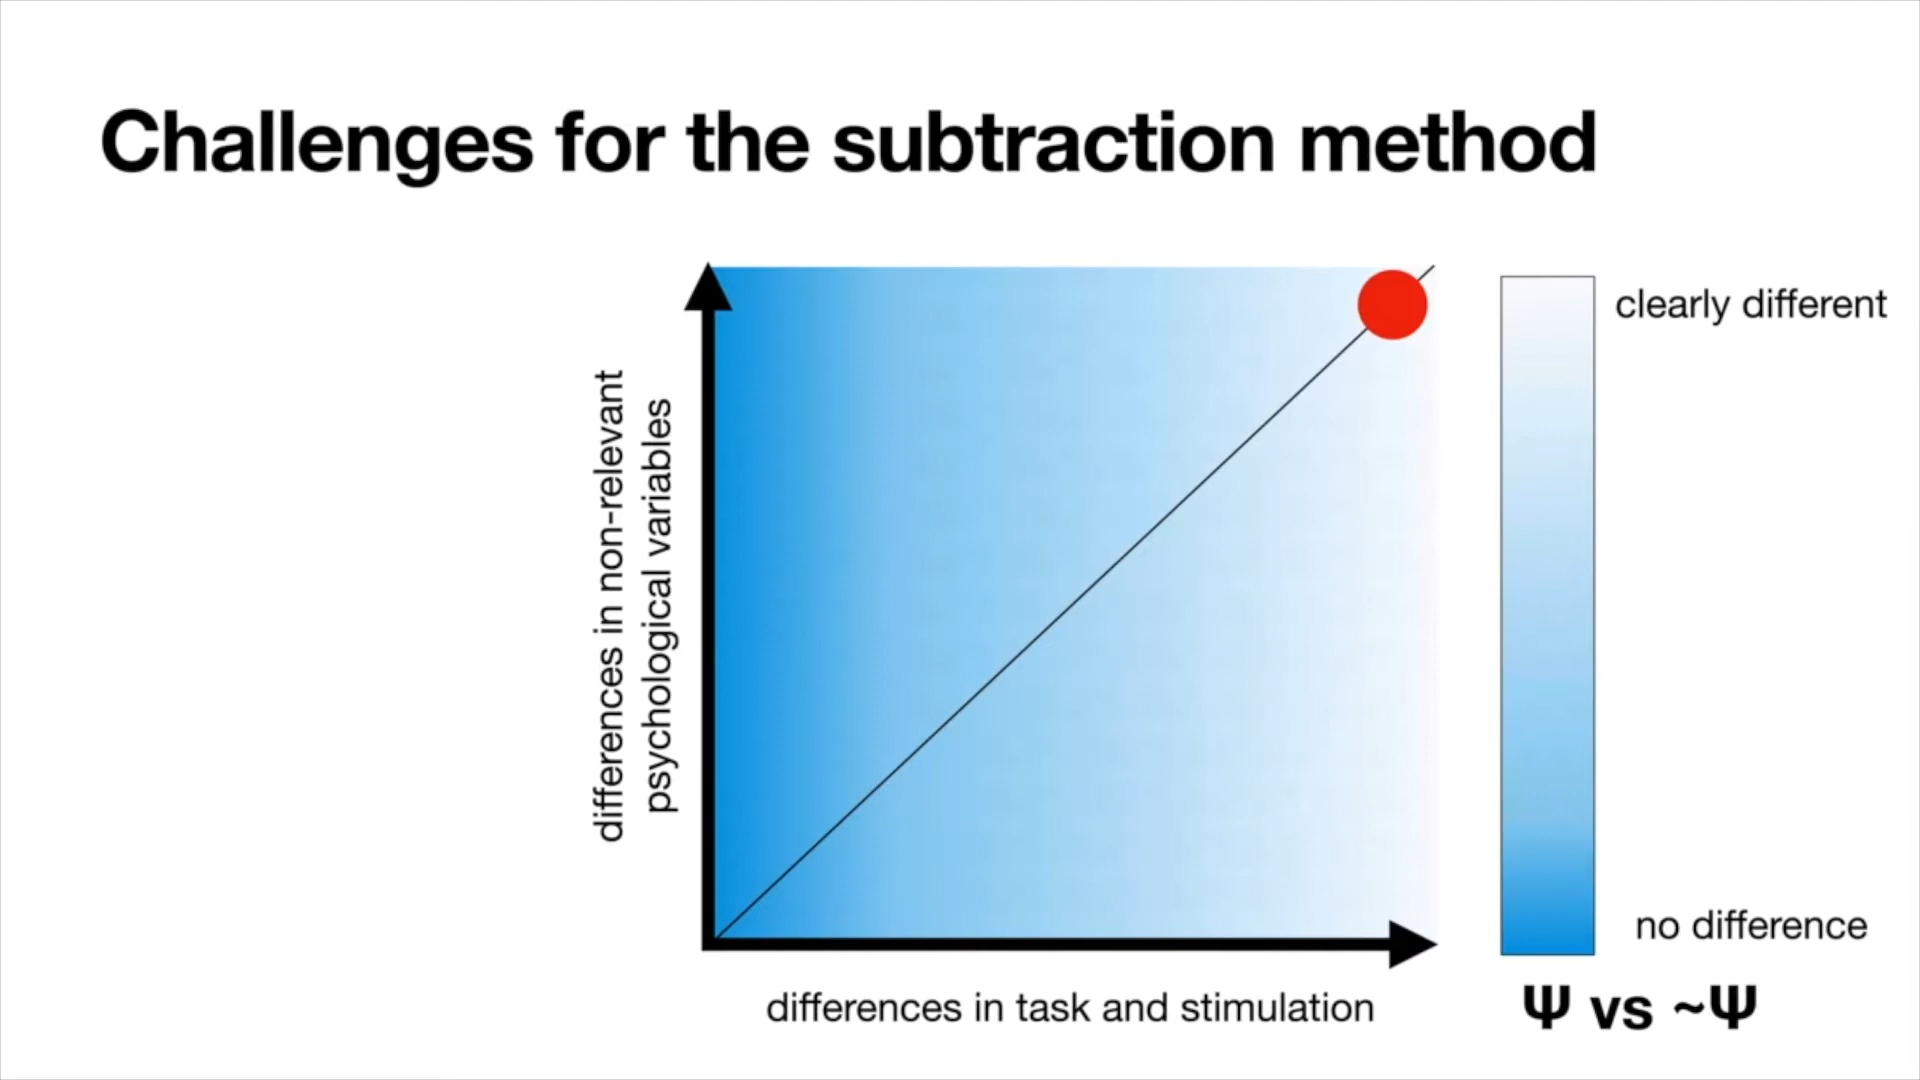 Challenges for the subtraction method
differences in non-relevant
psychological variables
clearly different
no difference
differences in task and stimulation
Ψ vs ~Ψ